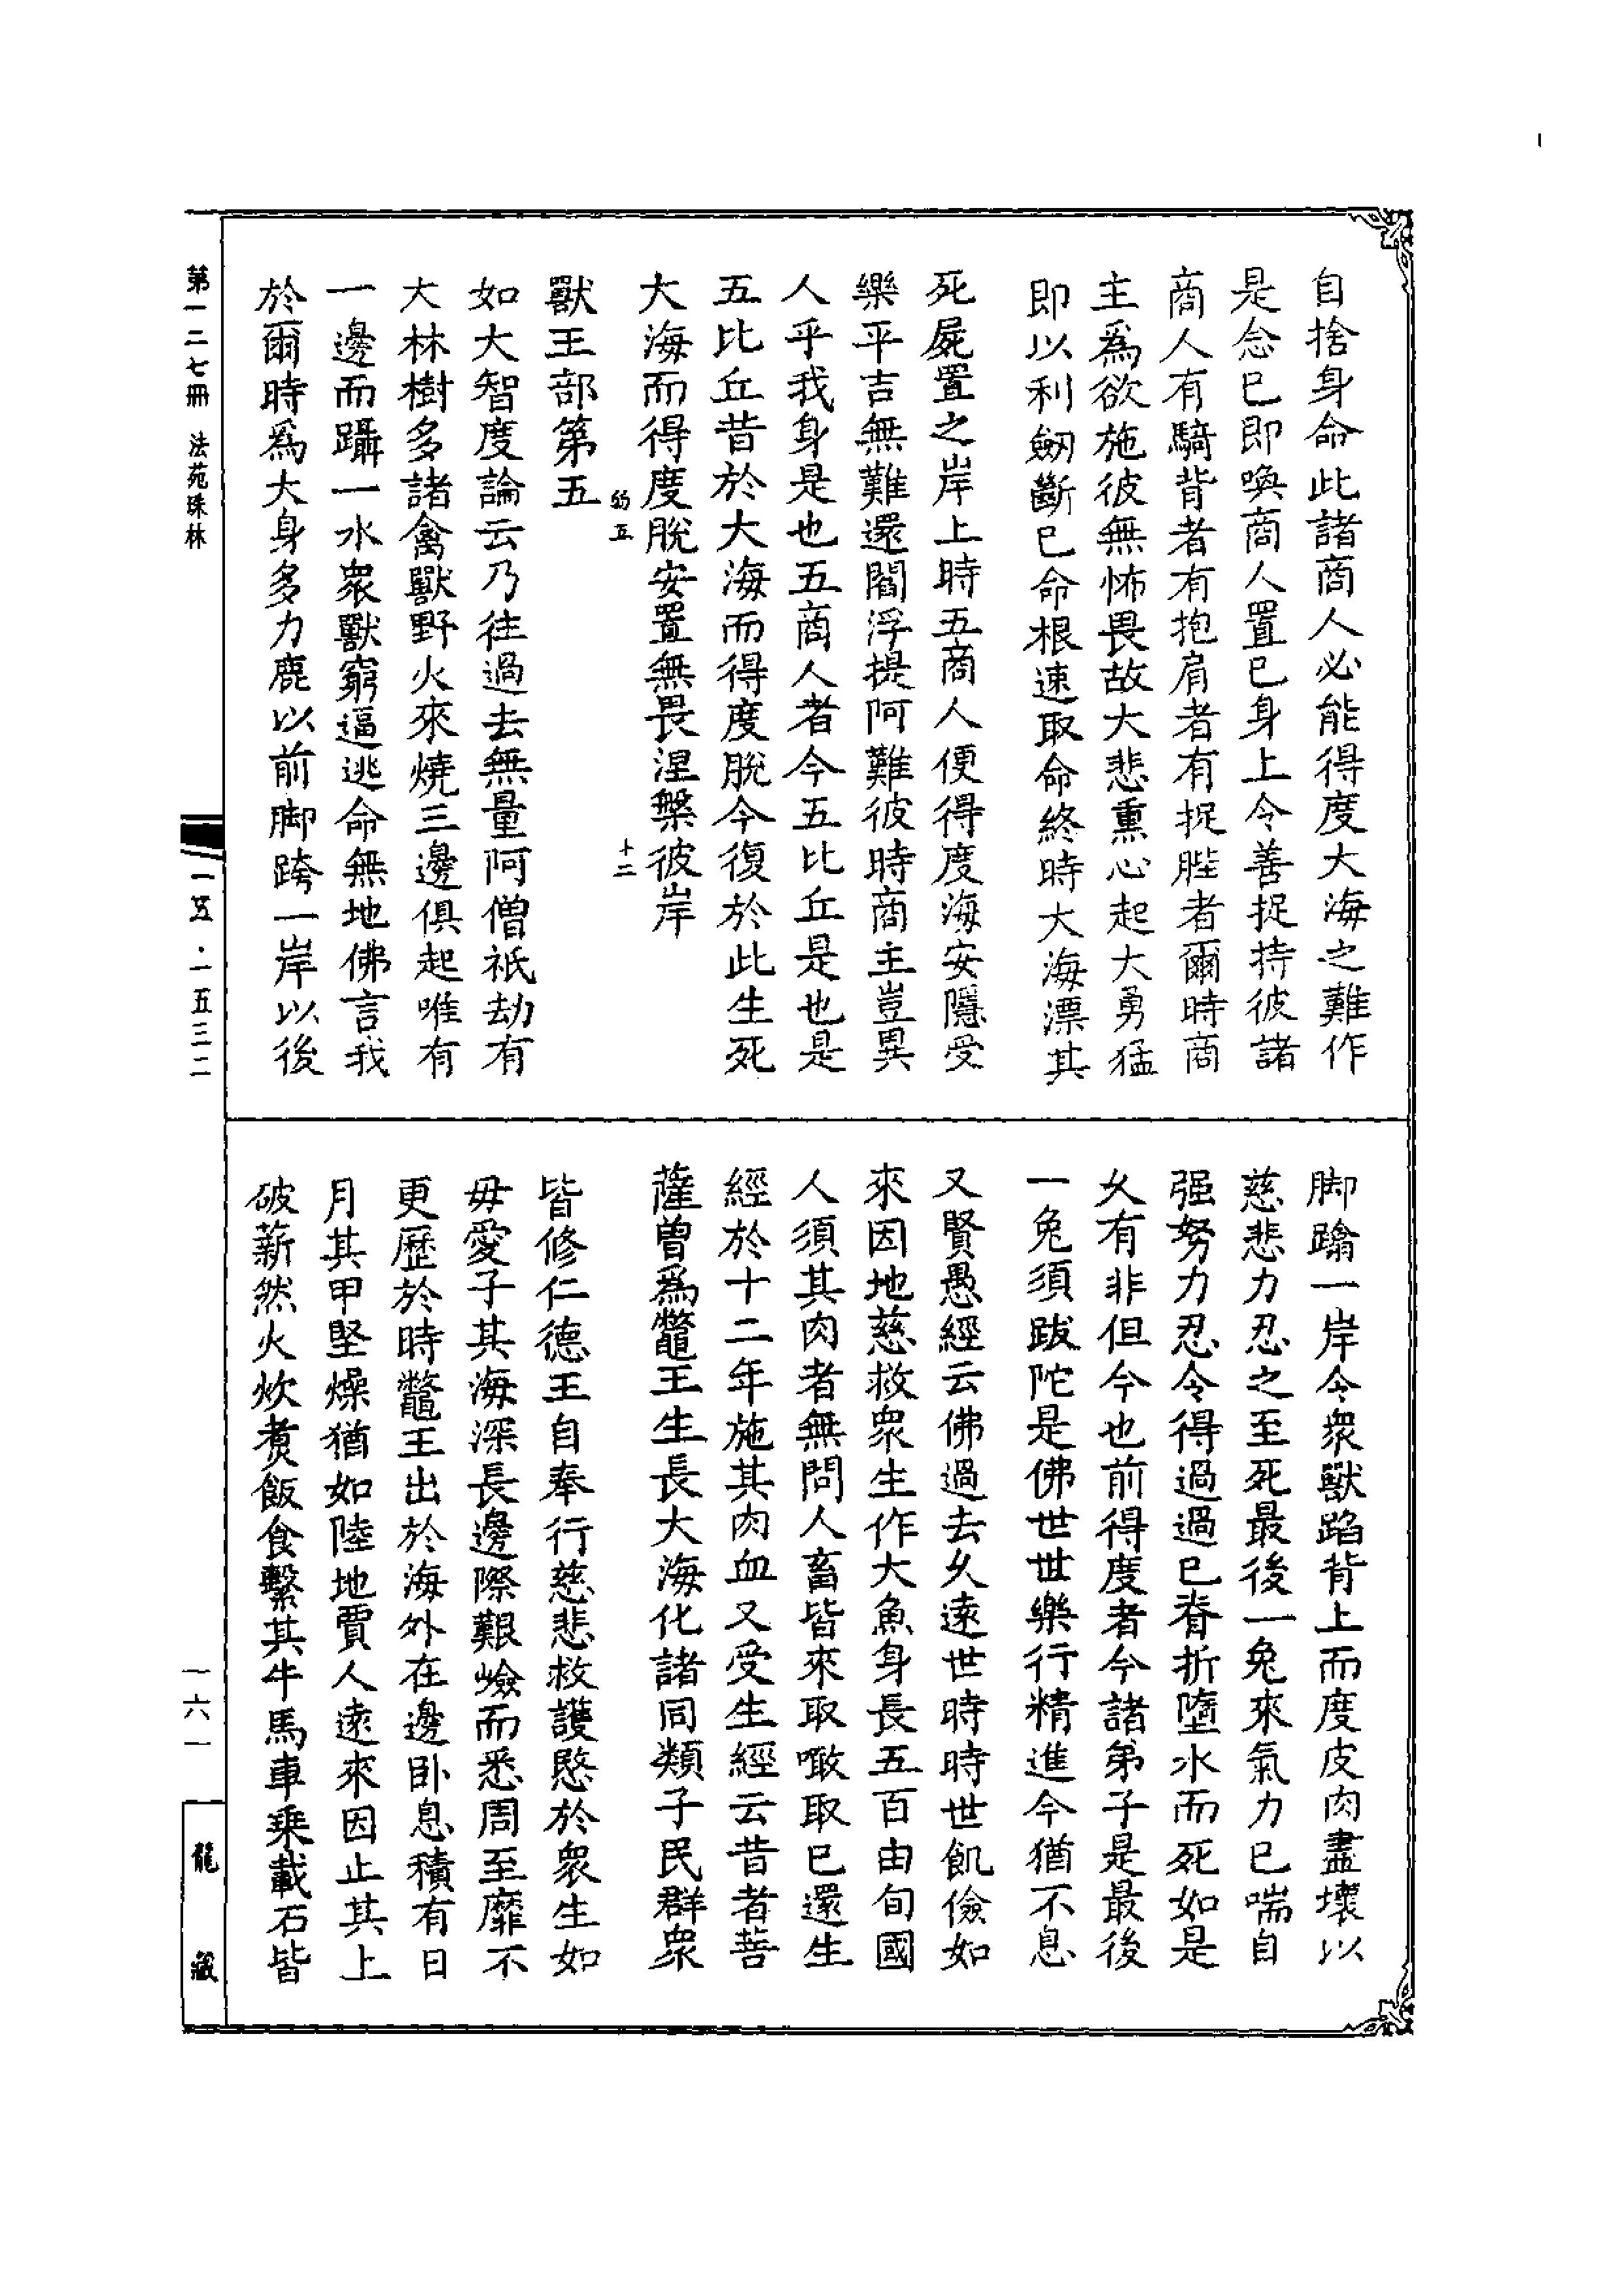 自捨身命此諸商人必能得度大海之難作
是念已即喚商人置已身上令善捉持彼諸
商人有騎背者有抱肩者有捉䏶者爾時商
主為欲施彼無怖畏故大悲熏心起大勇猛
即以利劒斷已命根速取命終時大海漂其
死屍置之岸上時五商人便得度海安隱受
樂平吉無難還閻浮提阿難彼時商主豈異
人乎我身是也五商人者今五比丘是也是
五比丘昔於大海而得度脫今復於此生死
大海而得度脫安置無畏涅槃彼岸
十二
獸王部第五
如大智度論云乃往過去無量阿僧祇劫有
大林樹多諸禽獸野火來燒三邊俱起唯有
一邊而躡一水衆獸窮逼逃命無地佛言我
於爾時為大身多力鹿以前脚跨一岸以後
脚踰一岸令衆獸蹈背上而度皮肉盡壞以
慈悲力忍之至死最後一兔來氣力已喘自
强努力忍令得過過已脊折墮水而死如是
乆有非但今也前得度者今諸弟子是最後
一兔須跋陀是佛世世樂行精進今猶不息
又賢愚經云佛過去乆遠世時時世飢儉如
來因地慈救衆生作大魚身長五百由旬國
人須其肉者無問人畜皆來取噉取已還生
經於十二年施其肉血又受生經云昔者菩
薩曾為鼈王生長大海化諸同類子民群衆
皆修仁德王自奉行慈悲救護愍於衆生如
母愛子其海深長邊際艱嶮而悉周至靡不
更歷於時鼈王出於海外在邊卧息積有日
月其甲堅燥猶如陸地賈人遠來因止其上
破薪然火炊煮飯食繫其牛馬車乗載石皆
第一二七冊　法苑珠林
一五·一五三二
一六一
龍藏